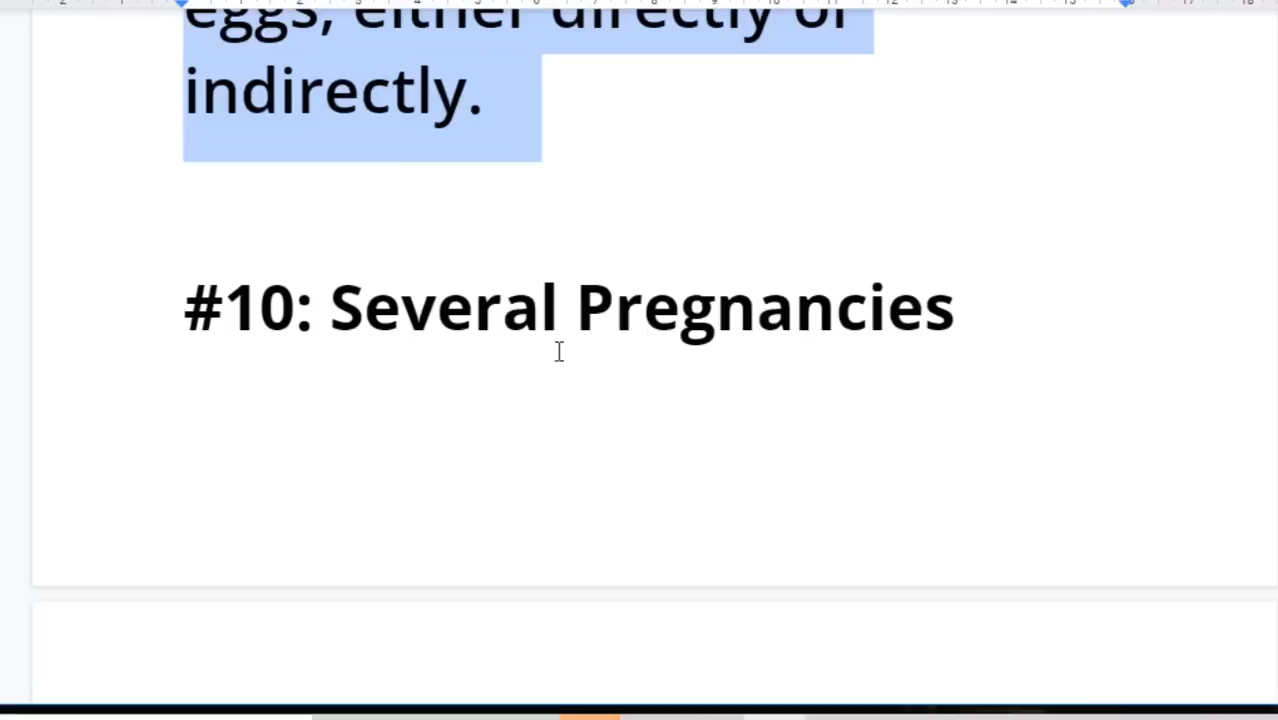 eggs, either directly or
indirectly.
#10: Several Pregnancies